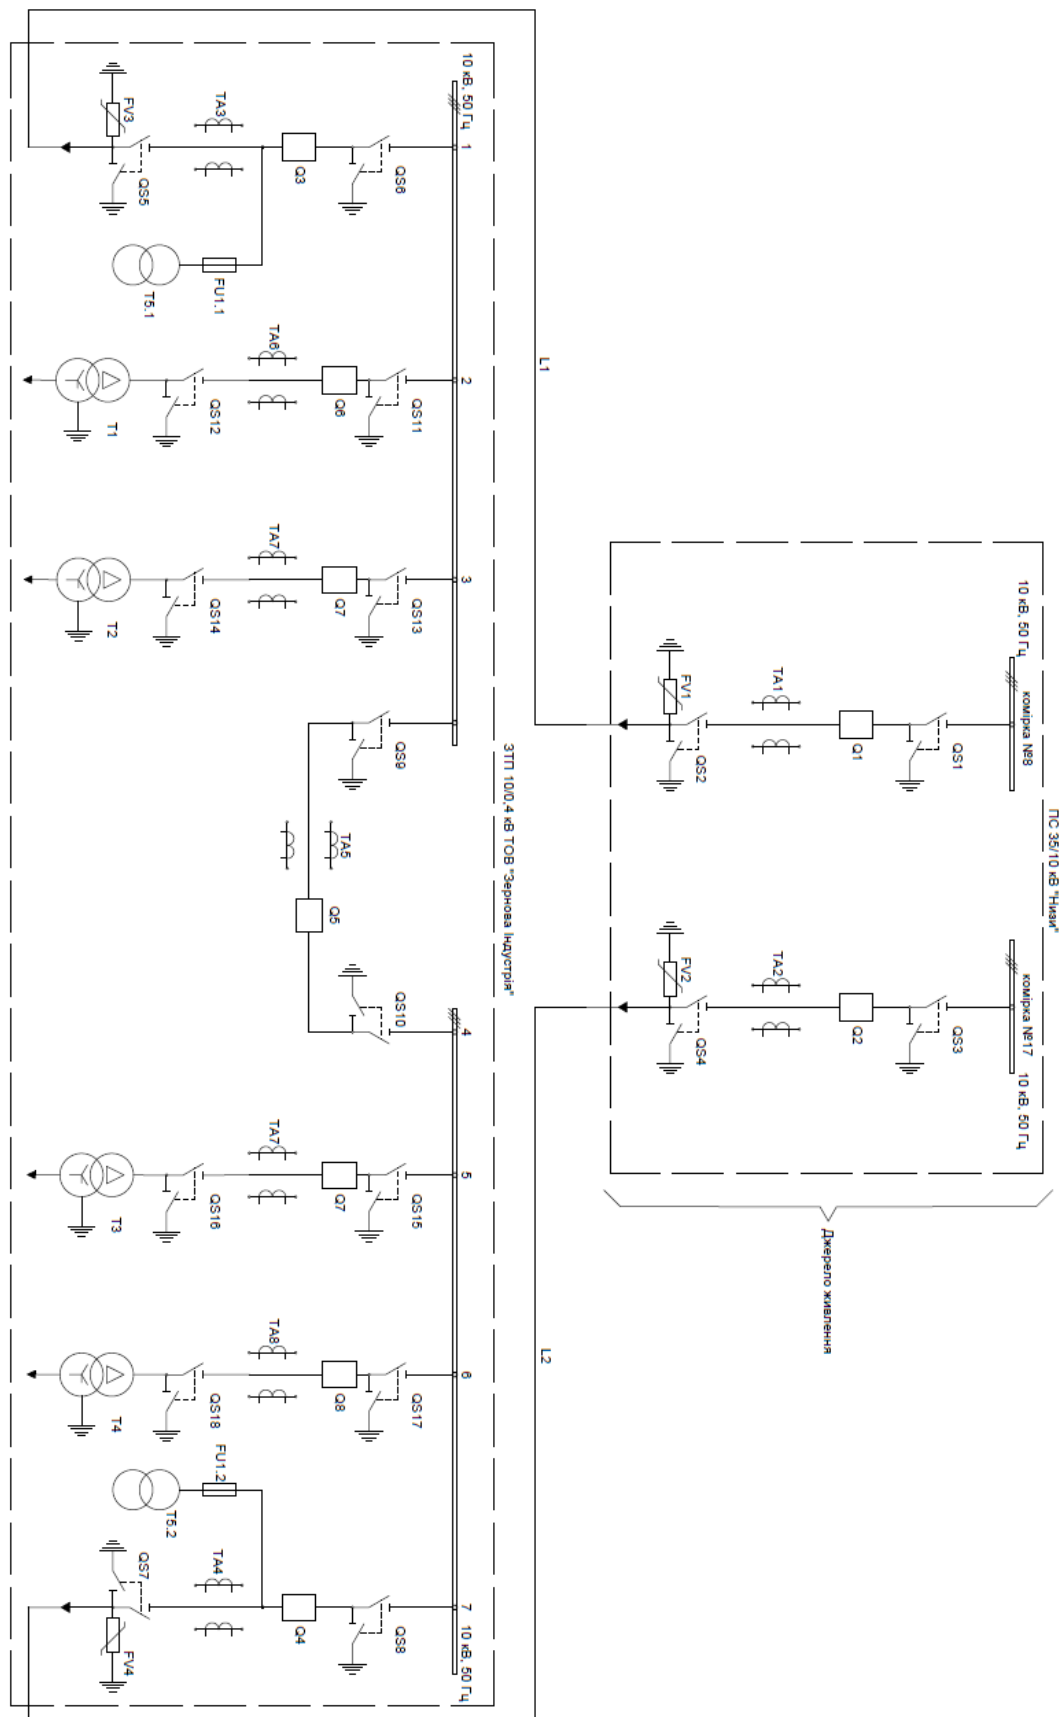 ПС 35/10 кВ "Низи"
10 кВ, 50 Гц
комірка №8
комірка №17
10 кВ, 50 Гц
QS1
QS3
Q1
Q2
TA1
TA2
FV1
QS2
FV2
QS4
Джерело живлення
L1
L2
ЗТП 10/0,4 кВ ТОВ "Зернова Індустрія"
10 кВ, 50 Гц
1
2
3
4
5
6
7
10 кВ, 50 Гц
QS6
QS11
QS13
QS9
QS10
QS15
QS17
QS8
Q3
Q6
Q7
Q5
Q7
Q8
Q4
TA3
TA6
TA7
TA5
TA7
TA8
TA4
FU1.1
FU1.2
QS12
QS14
QS16
QS18
FV3
QS5
T5.1
T5.2
QS7
FV4
T1
T2
T3
T4